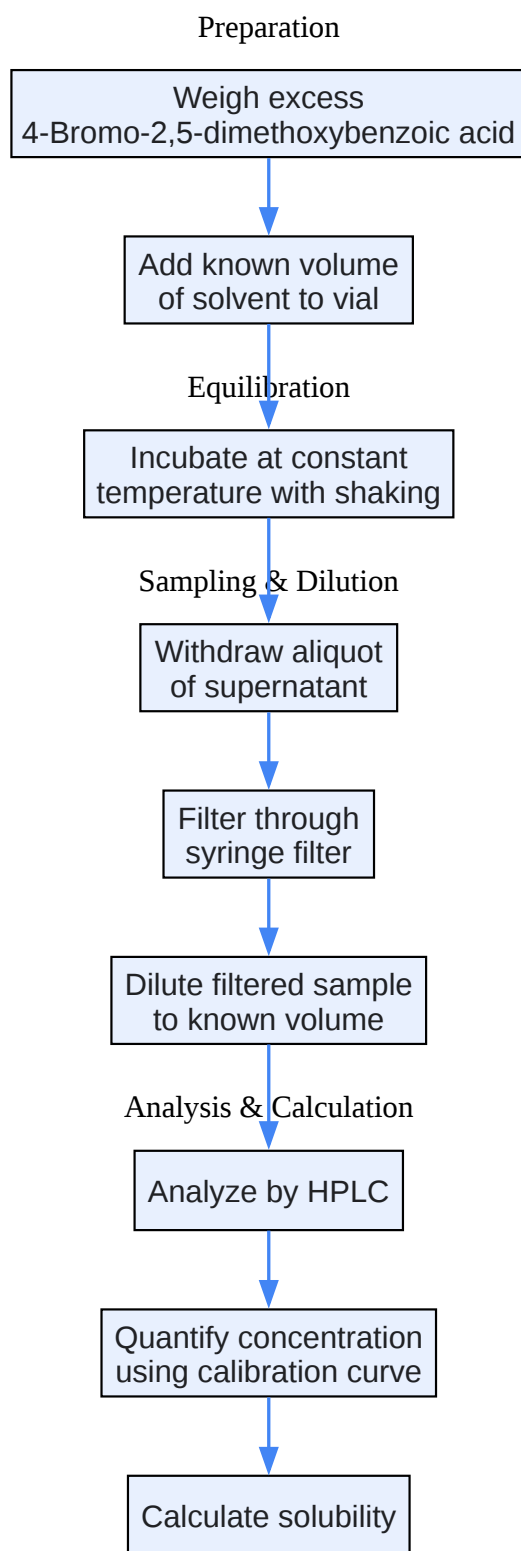 Preparation
Weigh excess
4-Bromo-2,5-dimethoxybenzoic acid
Add known volume
of solvent to vial
Equilibration
Incubate at constant
temperature with shaking
Sampling & Dilution
Withdraw aliquot
of supernatant
Filter through
syringe filter
Dilute filtered sample
to known volume
Analysis & Calculation
Analyze by HPLC
Quantify concentration
using calibration curve
Calculate solubility